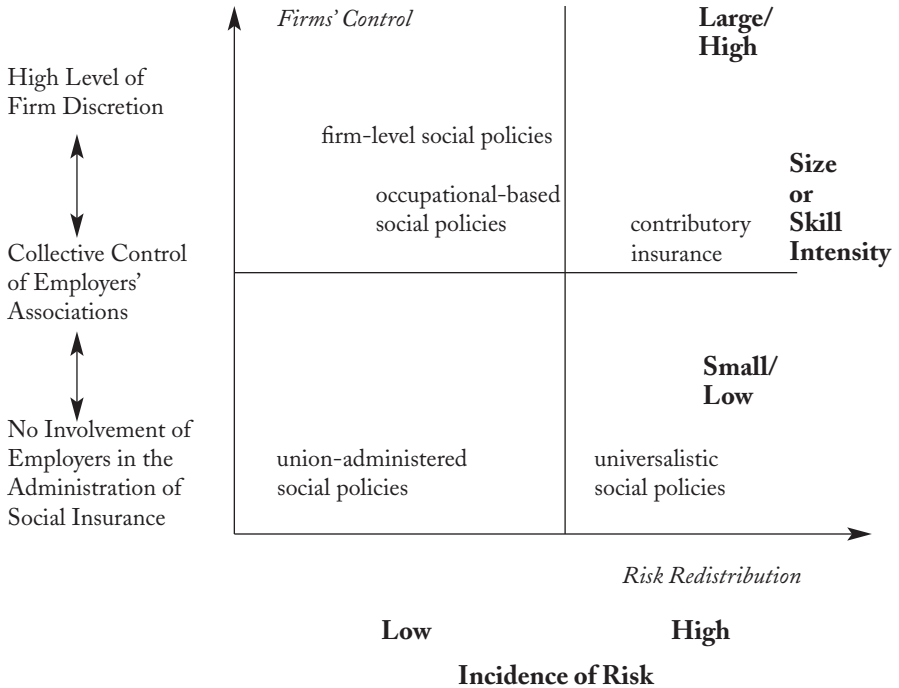 Firms' Control
Large/
High
High Level of
Firm Discretion
firm-level social policies
occupational-based
social policies
contributory
insurance
Size
or
Skill
Intensity
Collective Control
of Employers'
Associations
Small/
Low
No Involvement of
Employers in the
Administration of
Social Insurance
union-administered
social policies
universalistic
social policies
Risk Redistribution
Low
High
Incidence of Risk